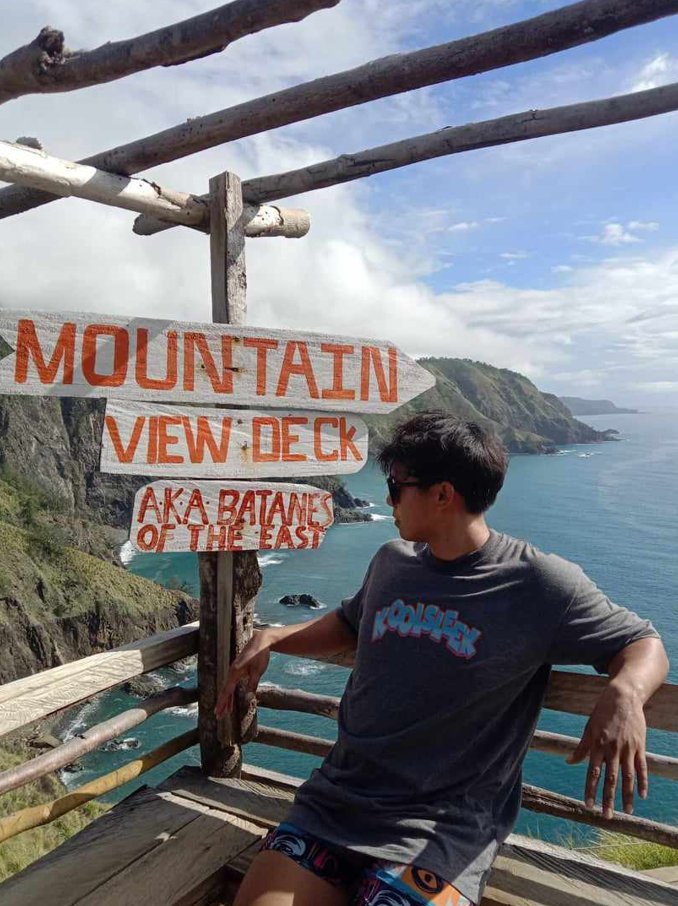 MOUNTAIN
VIEW DECK
AKA BATANES
OF THE EAST
KOOLSLEEK